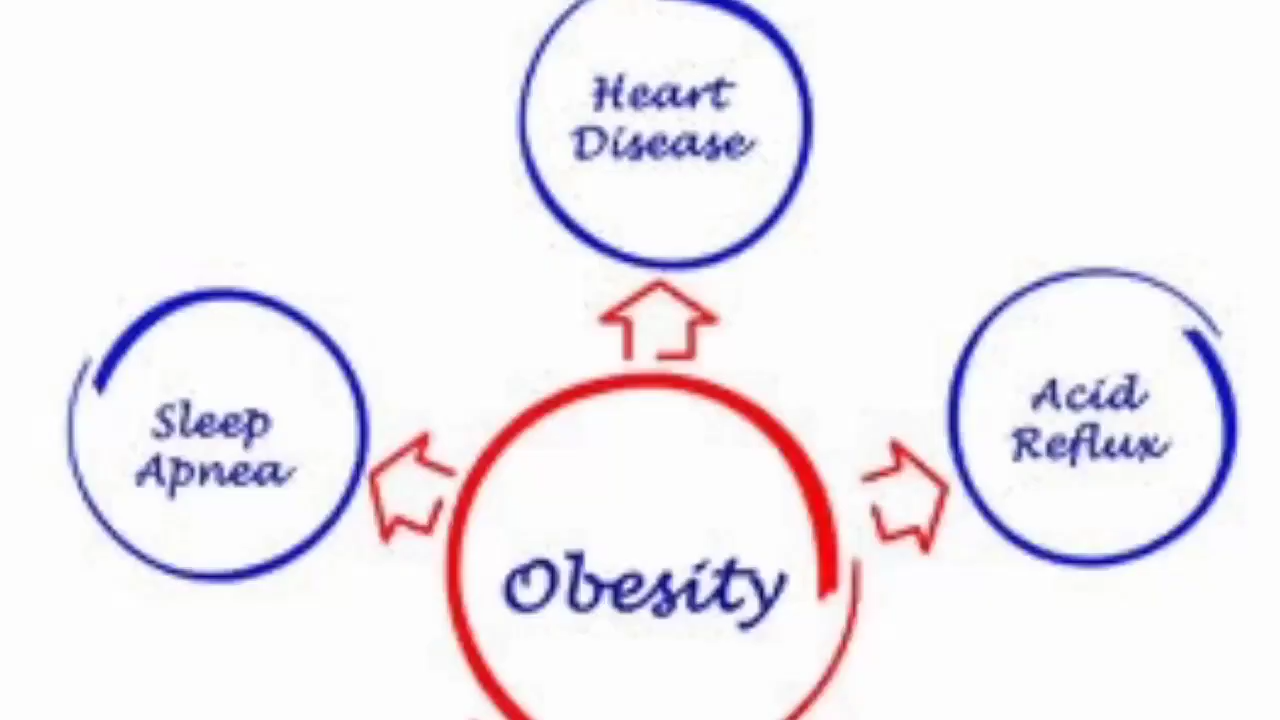 Heart
Disease
Sleep
Apnea
Acid
Reflux
Obesity